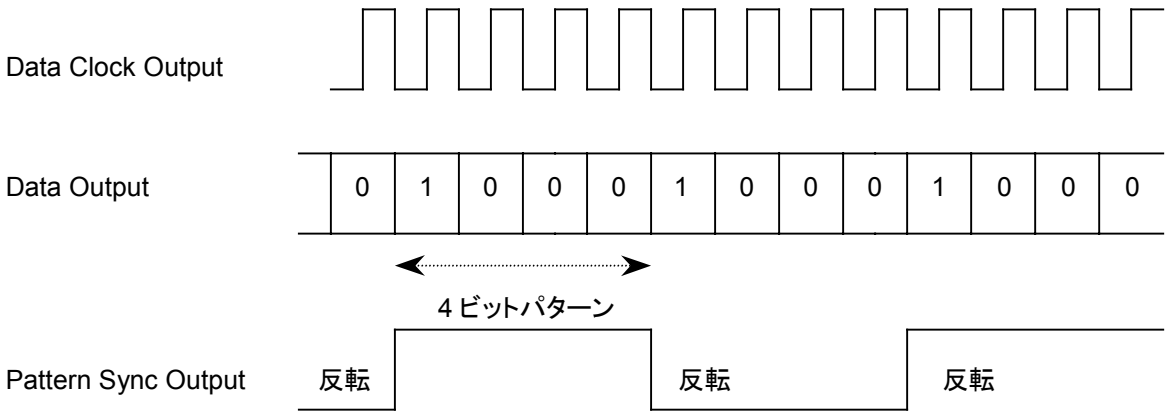 Data Clock Output
Data Output 0 1 0 0 0 1 0 0 0 1 0 0 0
4 ビットパターン
Pattern Sync Output 反転 反転 反転